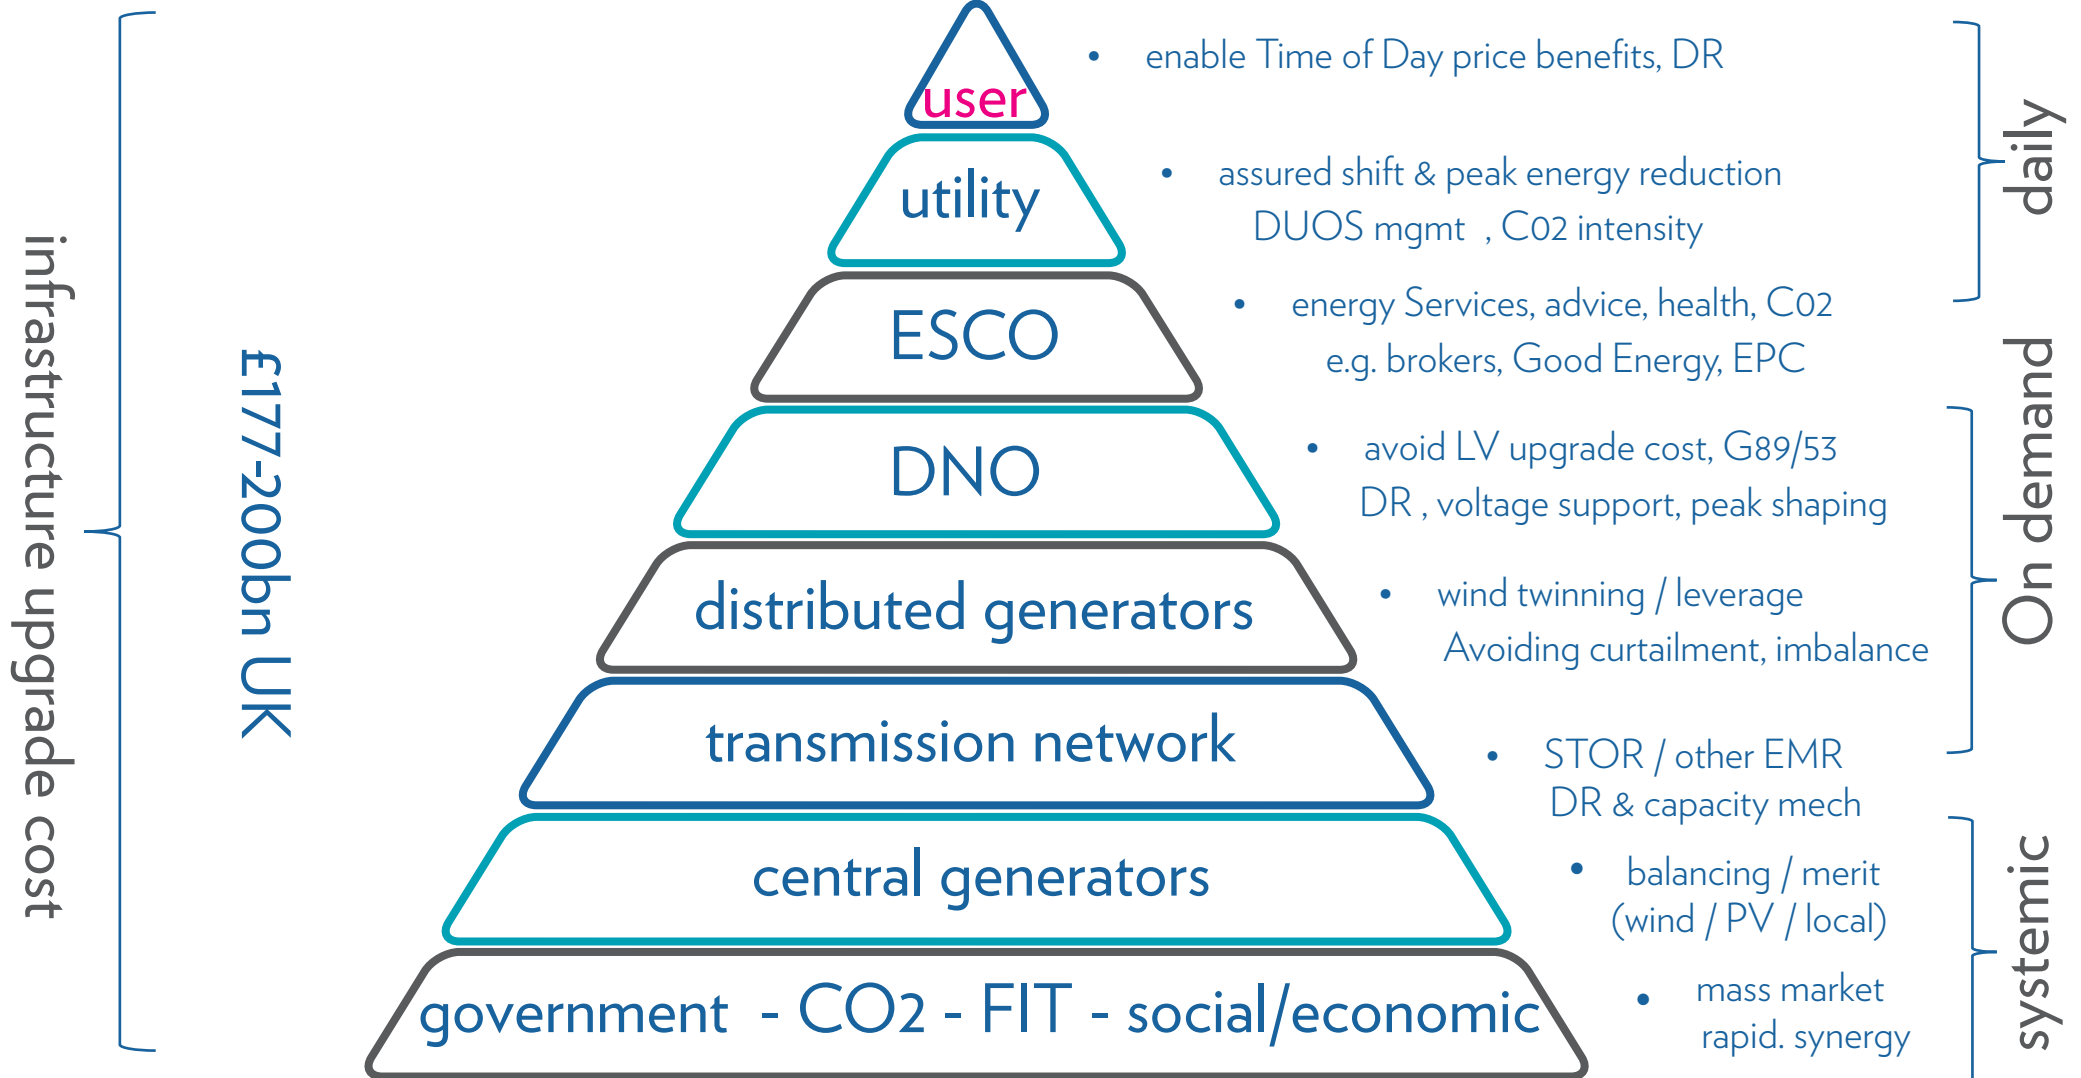 infrastructure upgrade cost
£177-200bn UK
user
• enable Time of Day price benefits, DR
utility
• assured shift & peak energy reduction
DUOS mgmt , C02 intensity
daily
ESCO
• energy Services, advice, health, C02
e.g. brokers, Good Energy, EPC
DNO
• avoid LV upgrade cost, G89/53
DR , voltage support, peak shaping
distributed generators
• wind twinning / leverage
Avoiding curtailment, imbalance
On demand
transmission network
• STOR / other EMR
DR & capacity mech
central generators
• balancing / merit
(wind / PV / local)
government - CO2 - FIT - social/economic
• mass market
rapid. synergy
systemic